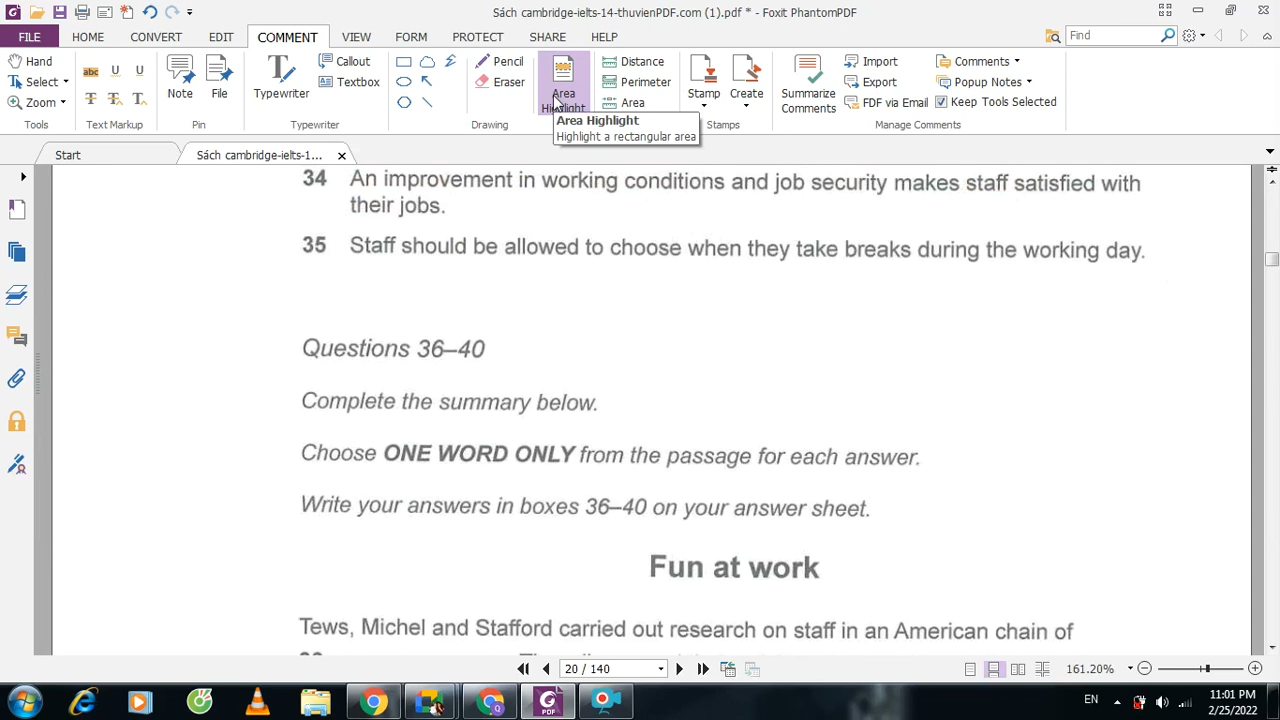 Sách cambridge-ielts-14-thuvienPDF.com (1).pdf * - Foxit PhantomPDF
FILE HOME CONVERT EDIT COMMENT VIEW FORM PROTECT SHARE HELP
Find
Hand
Select
Zoom
Tools
Text Markup
Note
File
Pin
Typewriter
Callout
Textbox
Typewriter
Pencil
Eraser
Drawing
Area
Highlight
Distance
Perimeter
Area
Stamp
Create
Stamps
Summarize
Comments
Import
Export
FDF via Email
Comments
Popup Notes
Keep Tools Selected
Manage Comments
Area Highlight
Highlight a rectangular area
Start
Sách cambridge-ielts-1...
34 An improvement in working conditions and job security makes staff satisfied with
their jobs.
35 Staff should be allowed to choose when they take breaks during the working day.
Questions 36–40
Complete the summary below.
Choose ONE WORD ONLY from the passage for each answer.
Write your answers in boxes 36–40 on your answer sheet.
Fun at work
Tews, Michel and Stafford carried out research on staff in an American chain of
20 / 140
161.20%
EN
11:01 PM
2/25/2022